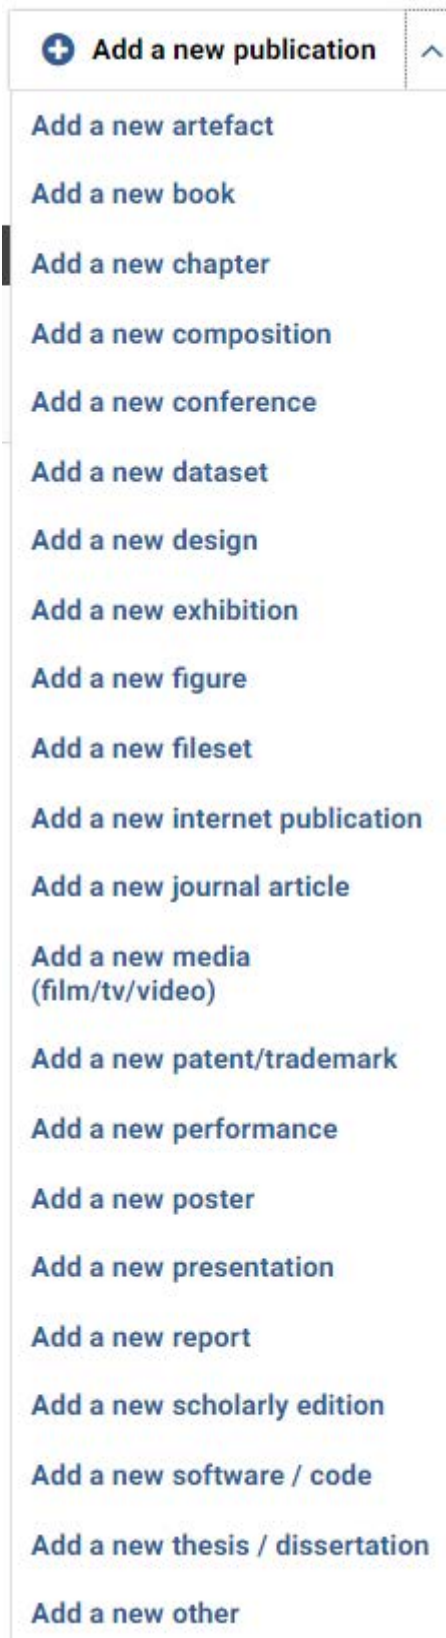 Add a new publication
Add a new artefact
Add a new book
Add a new chapter
Add a new composition
Add a new conference
Add a new dataset
Add a new design
Add a new exhibition
Add a new figure
Add a new fileset
Add a new internet publication
Add a new journal article
Add a new media
(film/tv/video)
Add a new patent/trademark
Add a new performance
Add a new poster
Add a new presentation
Add a new report
Add a new scholarly edition
Add a new software / code
Add a new thesis / dissertation
Add a new other